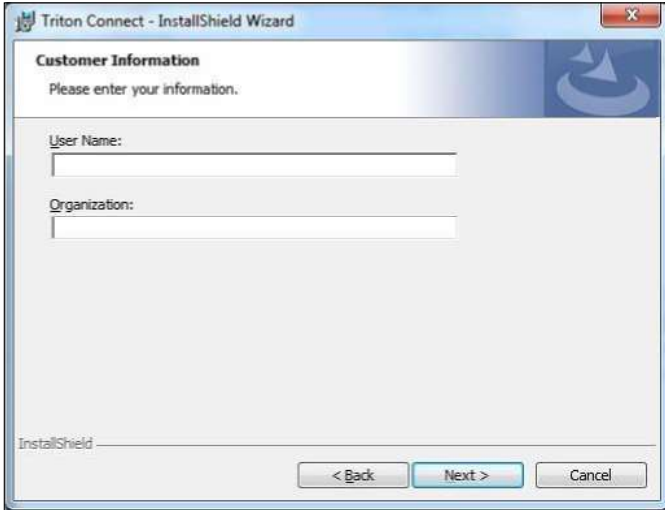 Triton Connect - InstallShield Wizard
x
Customer Information
Please enter your information.
User Name:
Organization:
InstallShield
< Back Next > Cancel